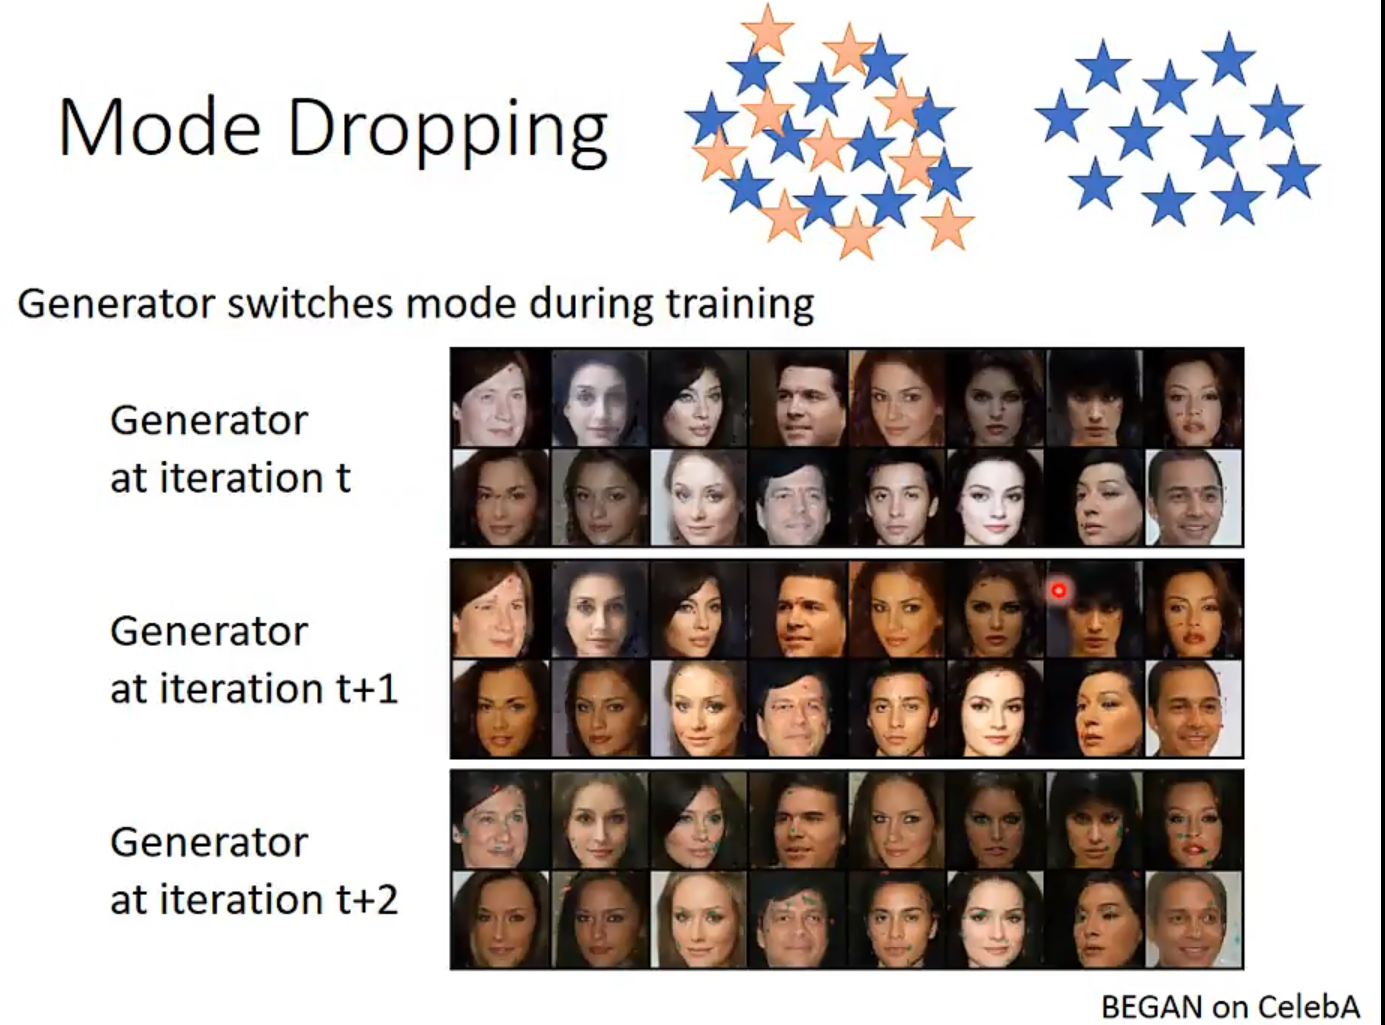 Mode Dropping
Generator switches mode during training
Generator
at iteration t
Generator
at iteration t+1
Generator
at iteration t+2
BEGAN on CelebA